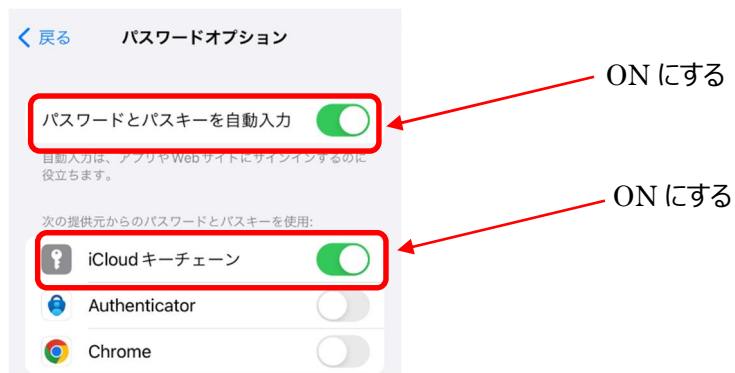 戻る パスワードオプション
ON にする
パスワードとパスキーを自動入力
自動入力は、アプリやWebサイトにサインインするのに
役立ちます。
ON にする
次の提供元からのパスワードとパスキーを使用:
iCloudキーチェーン
Authenticator
Chrome